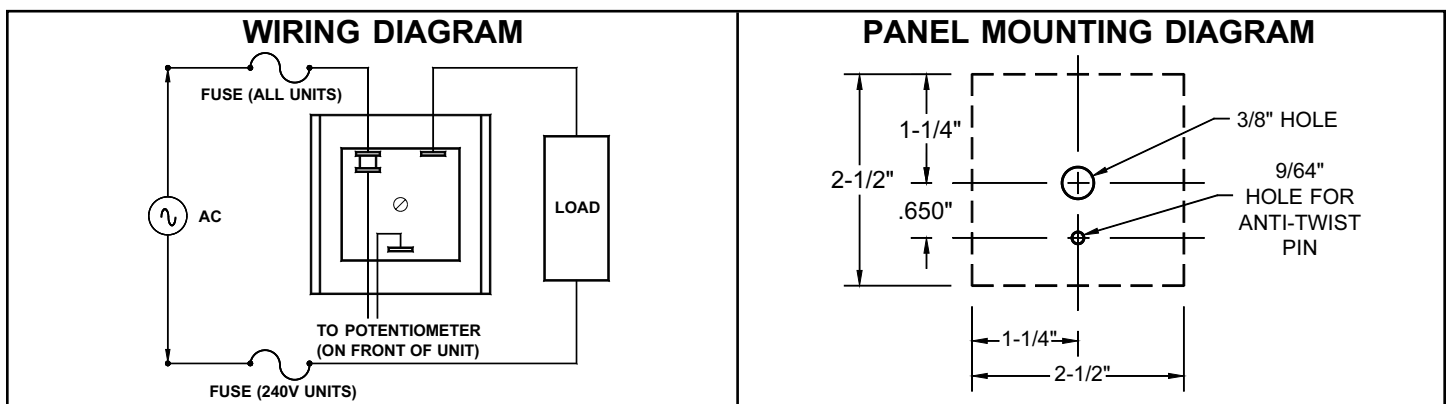 WIRING DIAGRAM
FUSE (ALL UNITS)
AC
LOAD
TO POTENTIOMETER
(ON FRONT OF UNIT)
FUSE (240V UNITS)
PANEL MOUNTING DIAGRAM
1-1/4"
3/8" HOLE
2-1/2"
9/64"
HOLE FOR
ANTI-TWIST
PIN
.650"
1-1/4"
2-1/2"